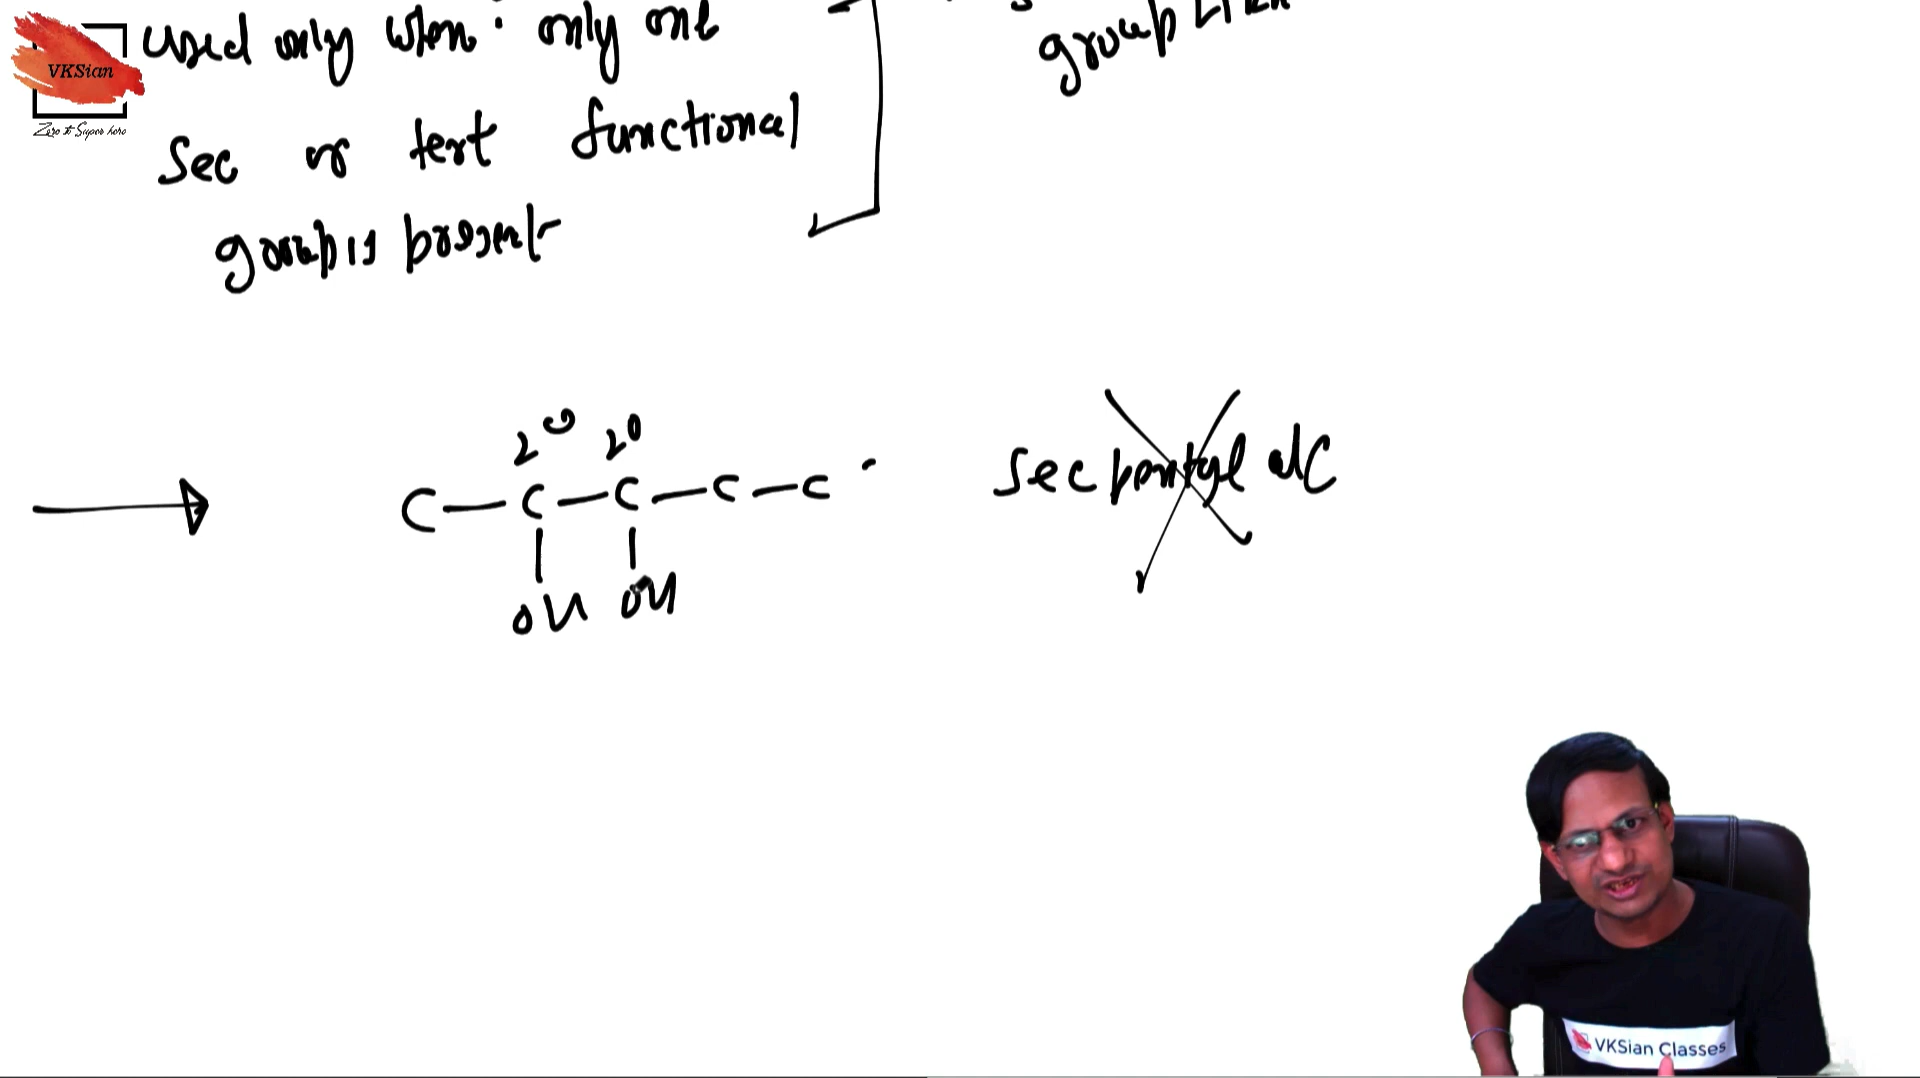 used only when: only one
Sec or tert functional
group is present
group
VKSian
Zero to Super hero
2° 2°
C—C—C—C—C
OH OH
Sec pentyl alc
VKSian Classes